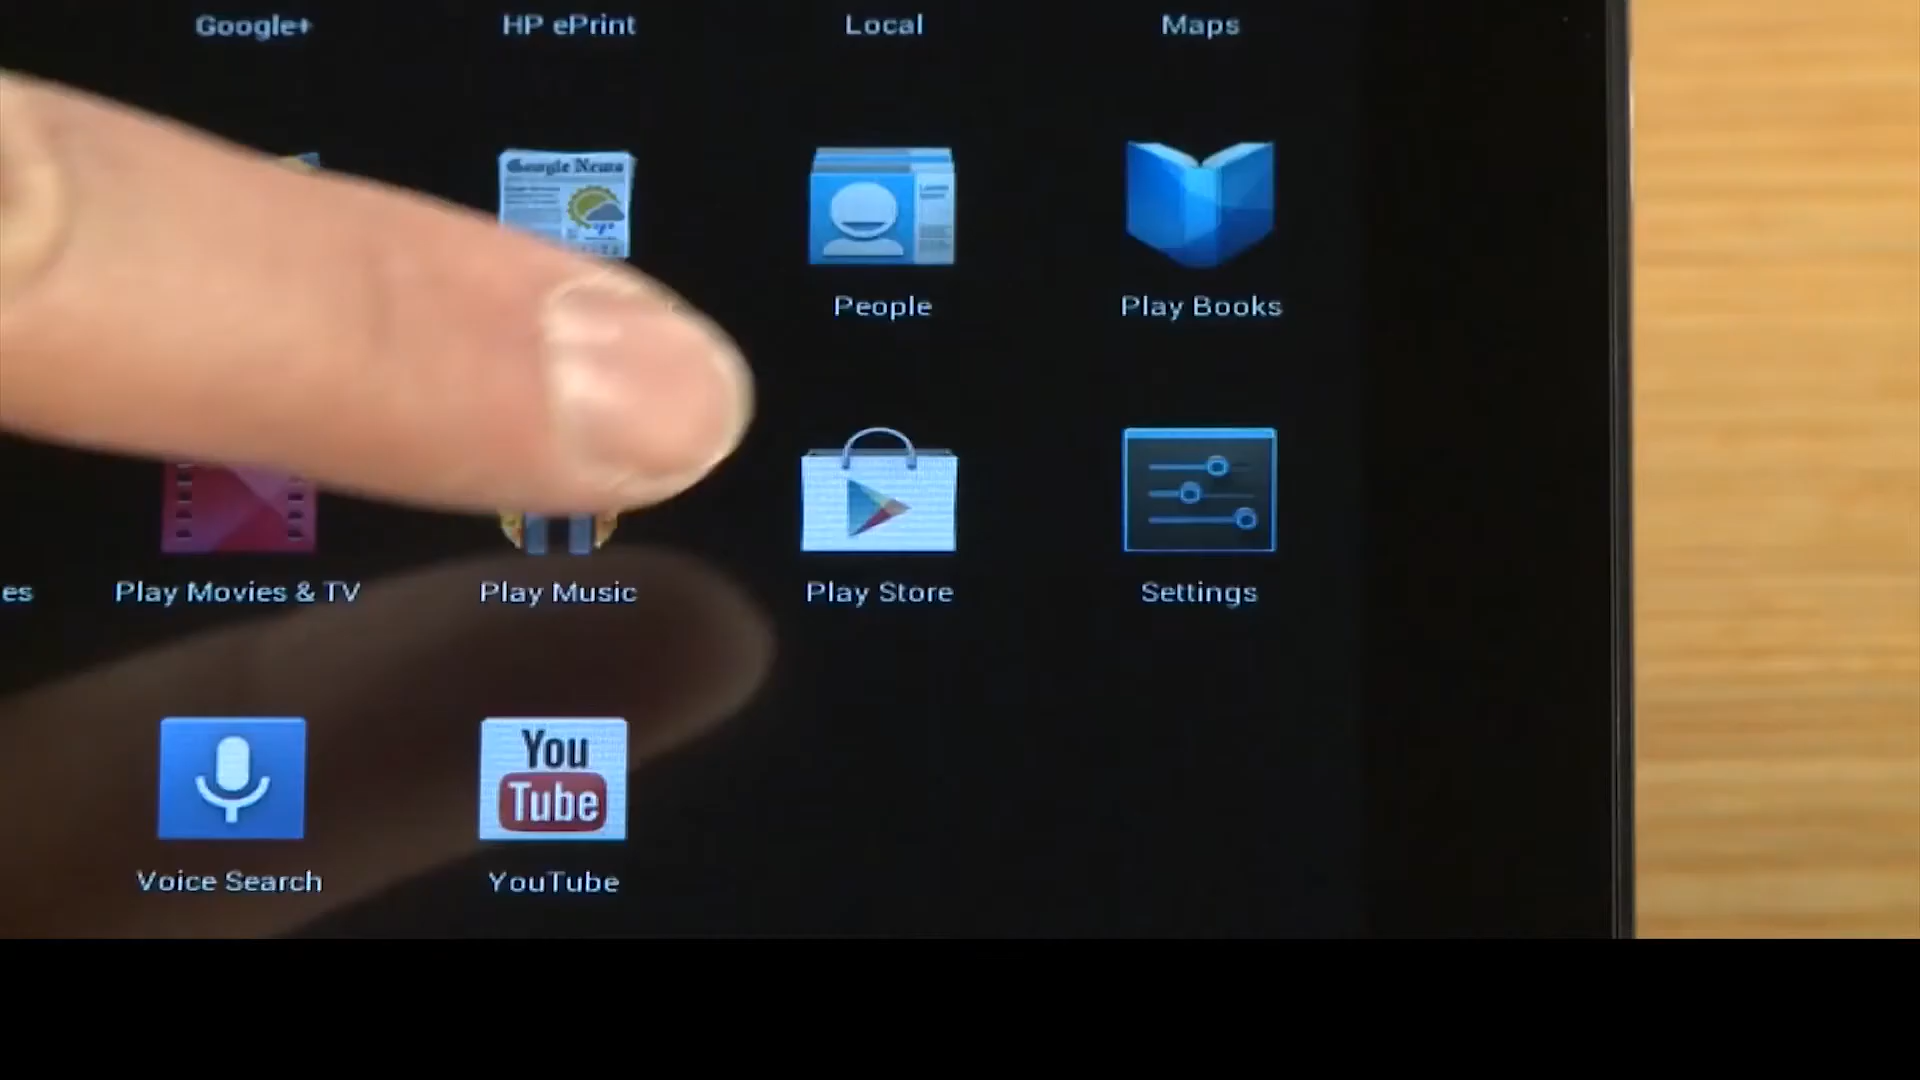 Google+
HP ePrint
Local
Maps
Google News
People
Play Books
es
Play Movies & TV
Play Music
Play Store
Settings
You
Tube
Voice Search
YouTube